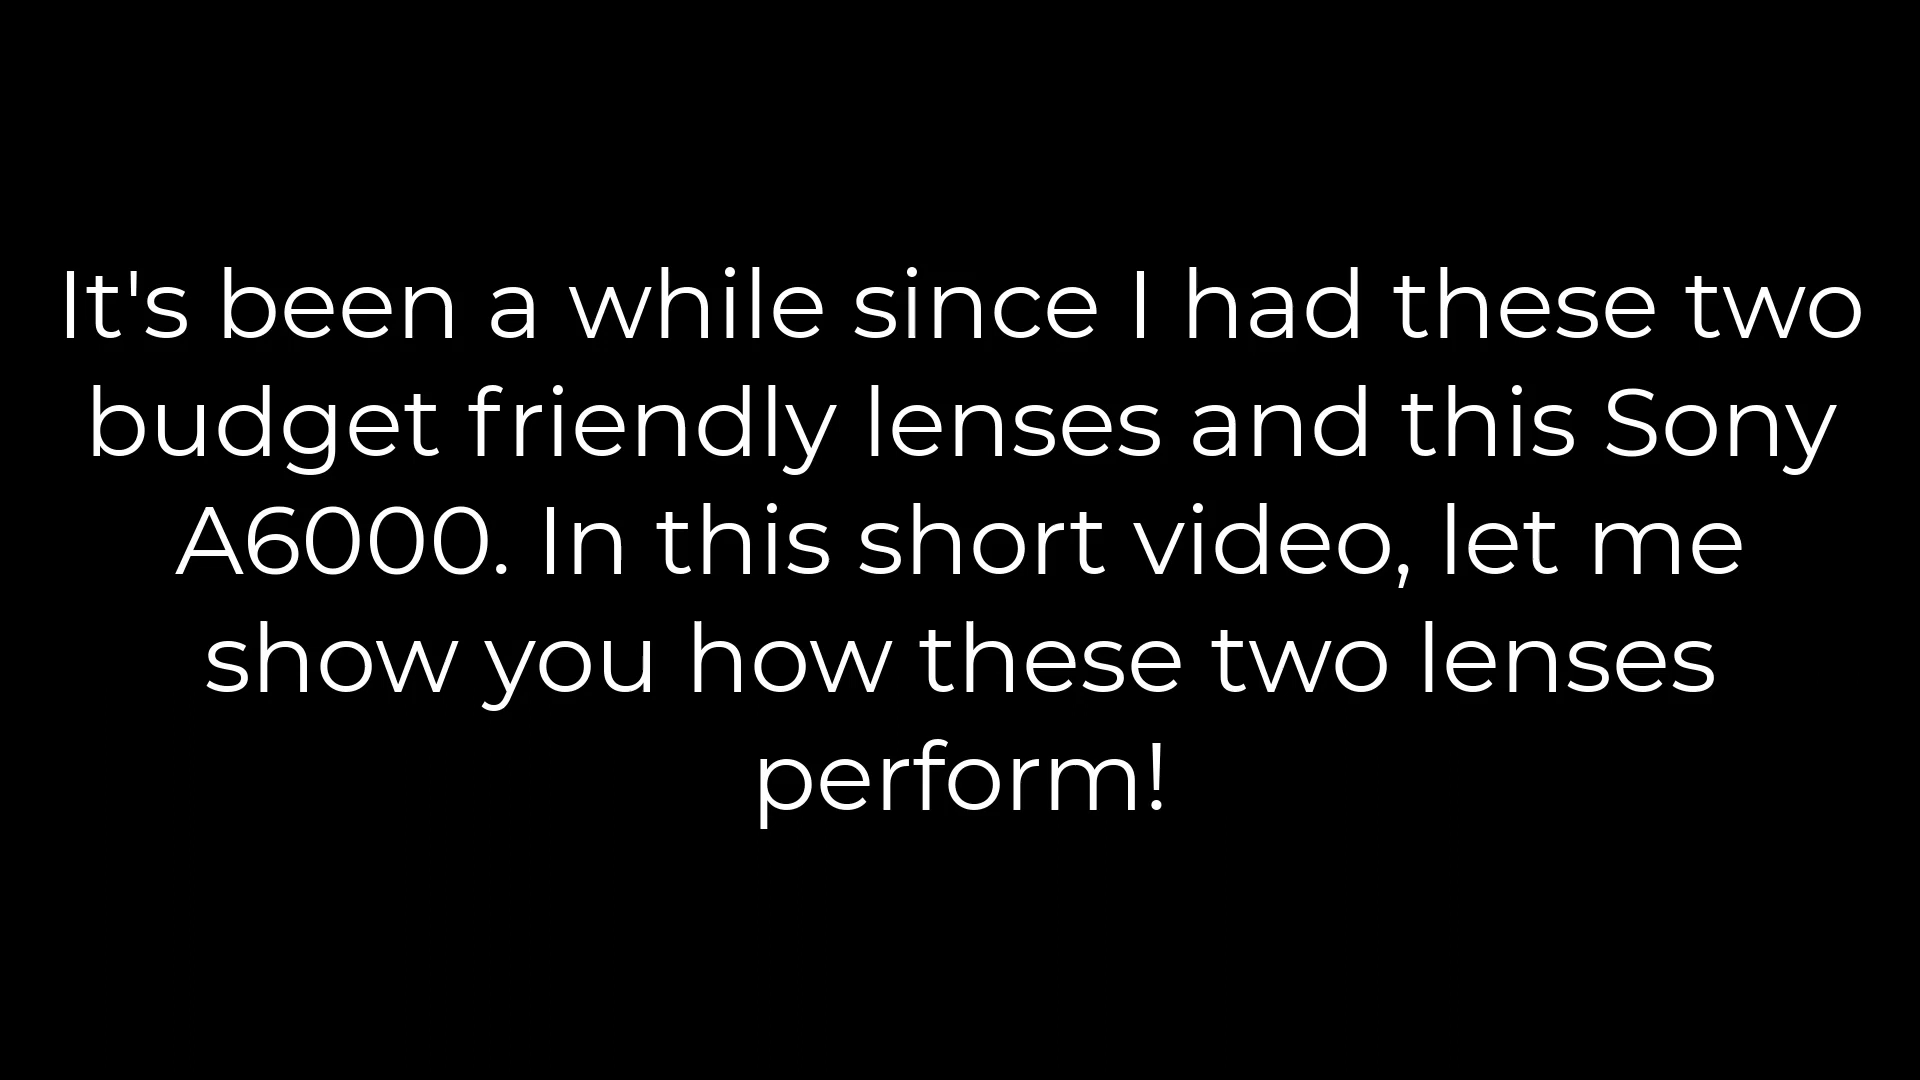 It's been a while since I had these two
budget friendly lenses and this Sony
A6000. In this short video, let me
show you how these two lenses
perform!